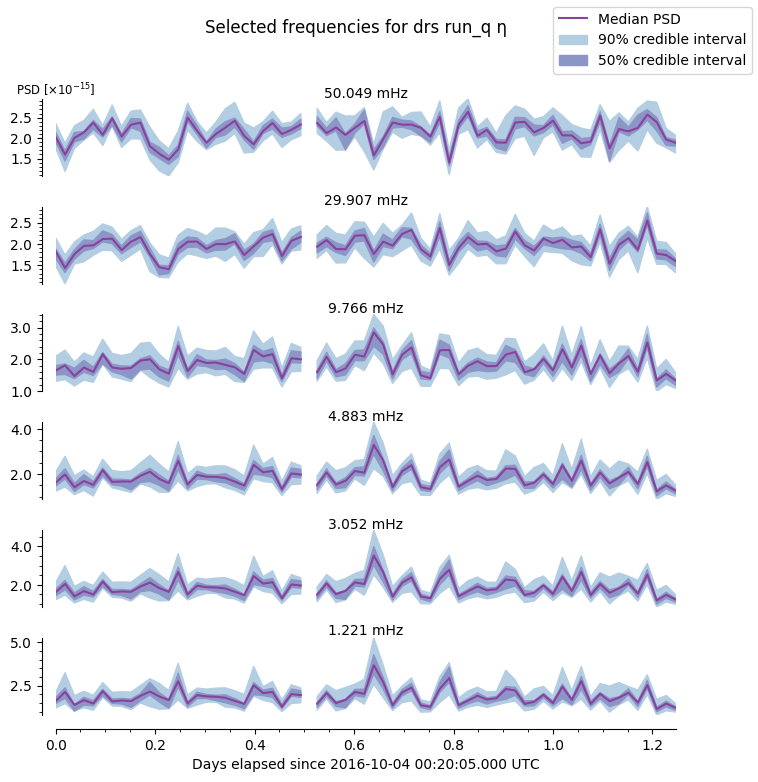 Selected frequencies for drs run_q η
Median PSD
90% credible interval
50% credible interval
PSD [×10⁻¹⁵]
50.049 mHz
2.5
2.0
1.5
29.907 mHz
2.5
2.0
1.5
9.766 mHz
3.0
2.0
1.0
4.883 mHz
4.0
2.0
3.052 mHz
4.0
2.0
1.221 mHz
5.0
2.5
0.0 0.2 0.4 0.6 0.8 1.0 1.2
Days elapsed since 2016-10-04 00:20:05.000 UTC